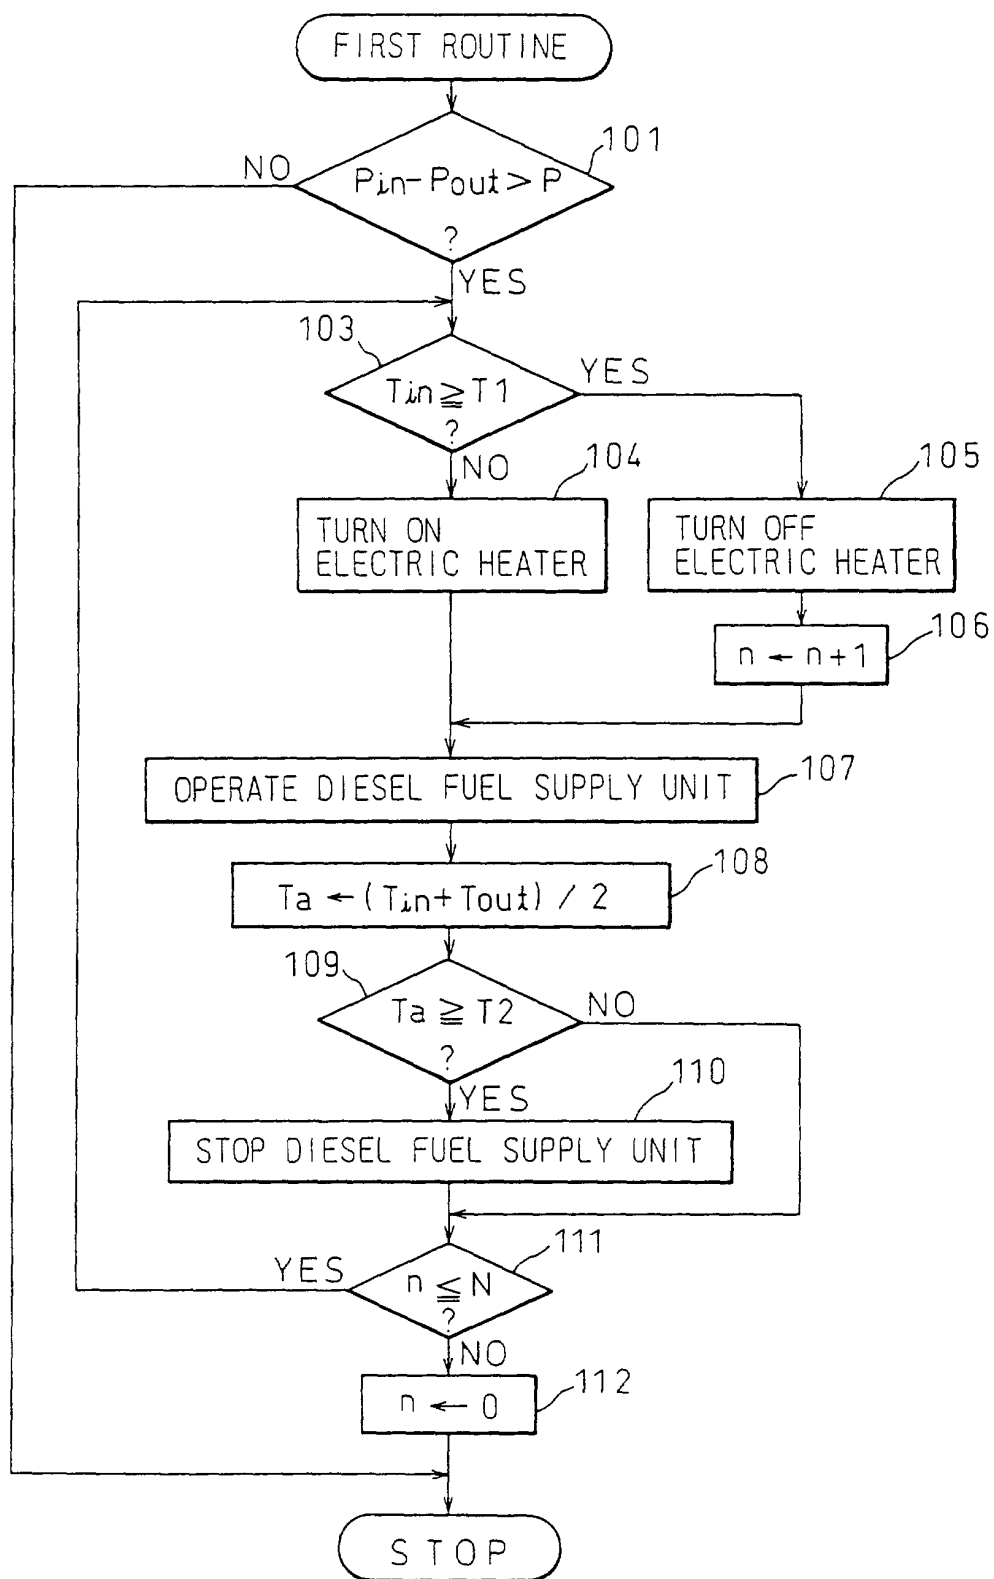 FIRST ROUTINE
101
NO
Pin-Pout>P
?
YES
103
Tin≧T1
?
YES
NO
104
105
TURN ON
ELECTRIC HEATER
TURN OFF
ELECTRIC HEATER
106
n ← n+1
107
OPERATE DIESEL FUEL SUPPLY UNIT
108
Ta ← (Tin+Tout) / 2
109
Ta ≧ T2
?
NO
YES
110
STOP DIESEL FUEL SUPPLY UNIT
111
YES
n ≦ N
?
NO
112
n ← 0
STOP